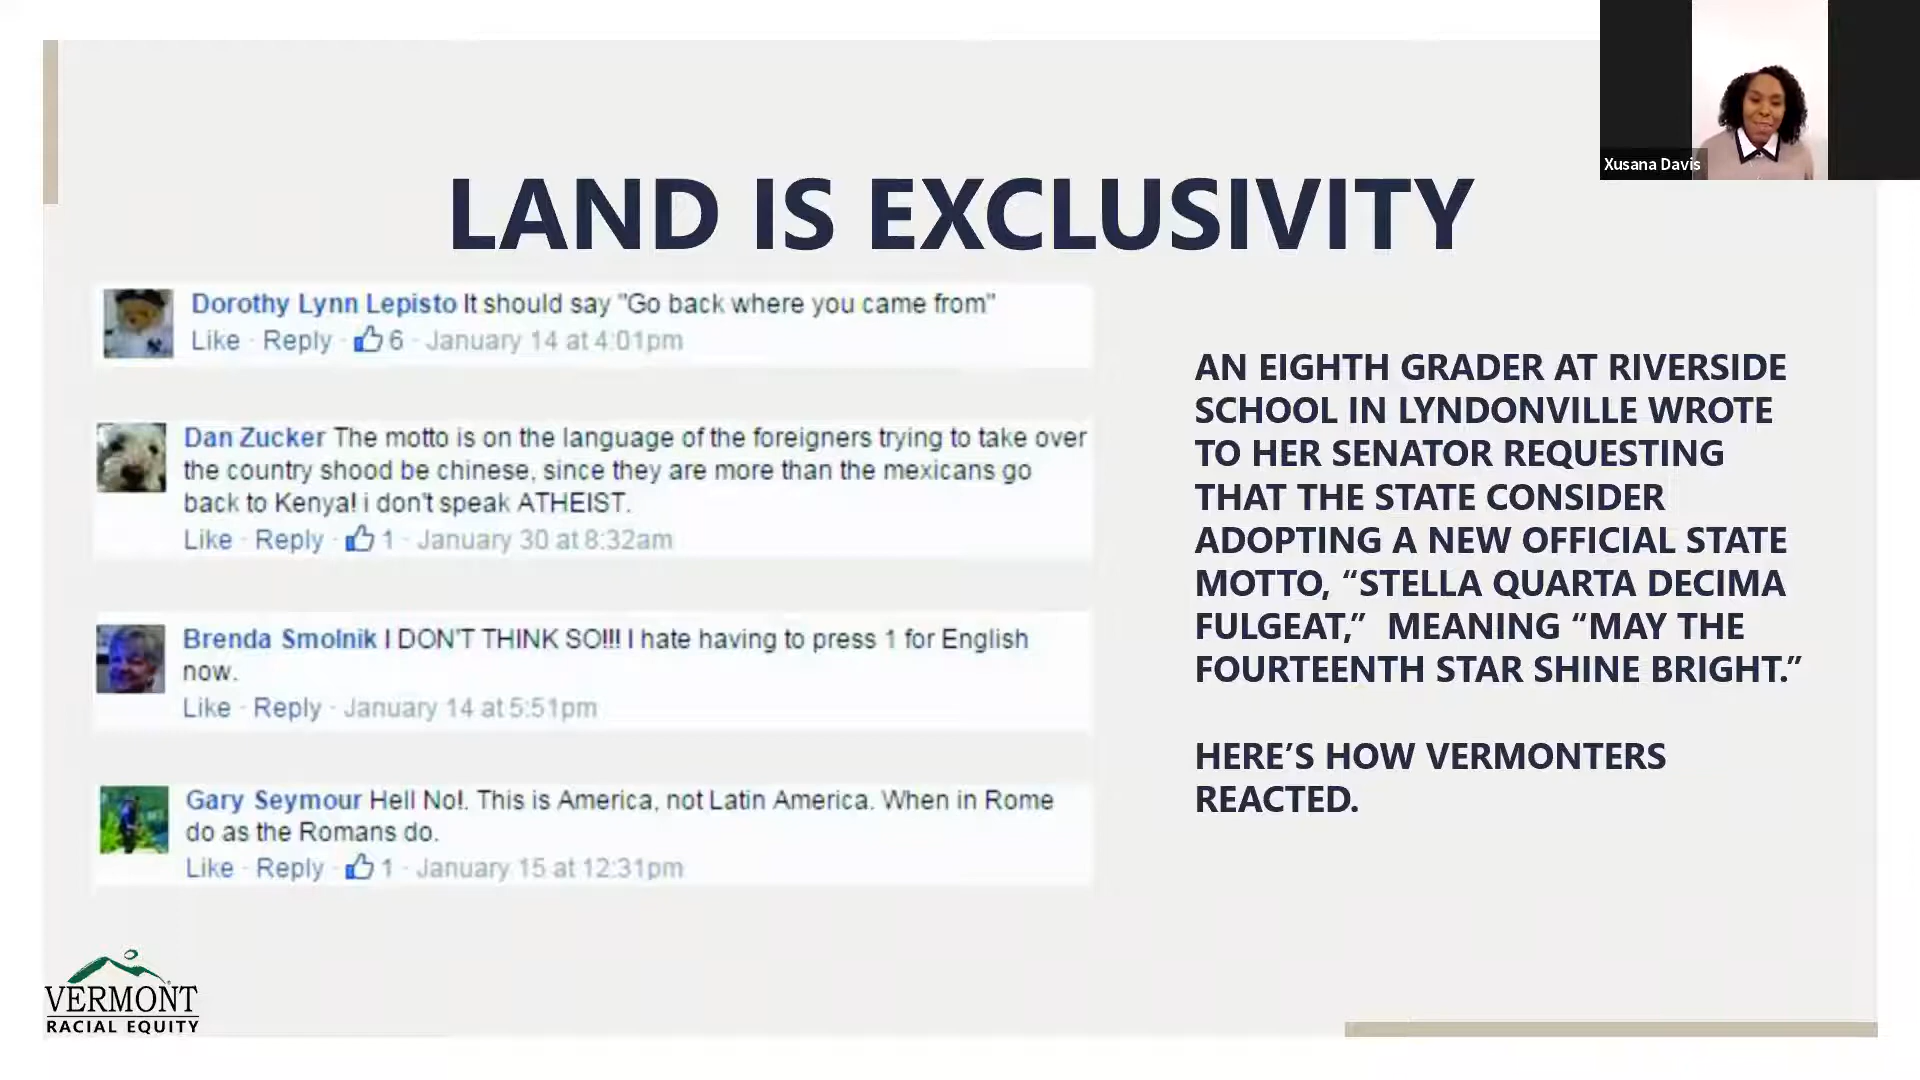 Xusana Davis
LAND IS EXCLUSIVITY
Dorothy Lynn Lepisto It should say "Go back where you came from"
Like · Reply · 6 · January 14 at 4:01pm
Dan Zucker The motto is on the language of the foreigners trying to take over
the country shood be chinese, since they are more than the mexicans go
back to Kenya! i don't speak ATHEIST.
Like · Reply · 1 · January 30 at 8:32am
Brenda Smolnik I DON'T THINK SO!!! I hate having to press 1 for English
now.
Like · Reply · January 14 at 5:51pm
Gary Seymour Hell No!. This is America, not Latin America. When in Rome
do as the Romans do.
Like · Reply · 1 · January 15 at 12:31pm
AN EIGHTH GRADER AT RIVERSIDE
SCHOOL IN LYNDONVILLE WROTE
TO HER SENATOR REQUESTING
THAT THE STATE CONSIDER
ADOPTING A NEW OFFICIAL STATE
MOTTO, “STELLA QUARTA DECIMA
FULGEAT,” MEANING “MAY THE
FOURTEENTH STAR SHINE BRIGHT.”
HERE’S HOW VERMONTERS
REACTED.
VERMONT
RACIAL EQUITY